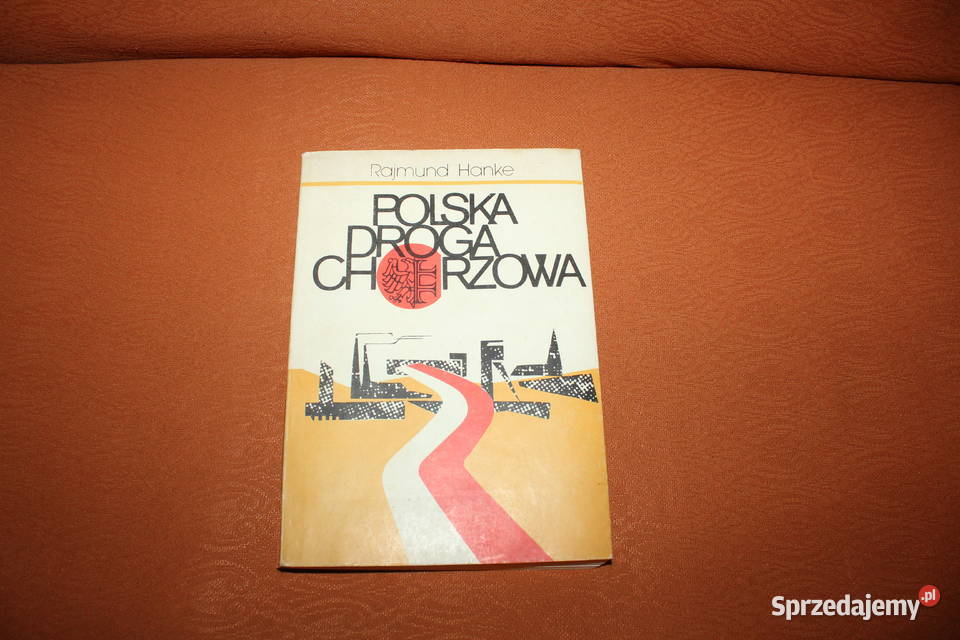 Rajmund Hanke
POLSKA
DROGA
CHORZOWA
Sprzedajemy.pl